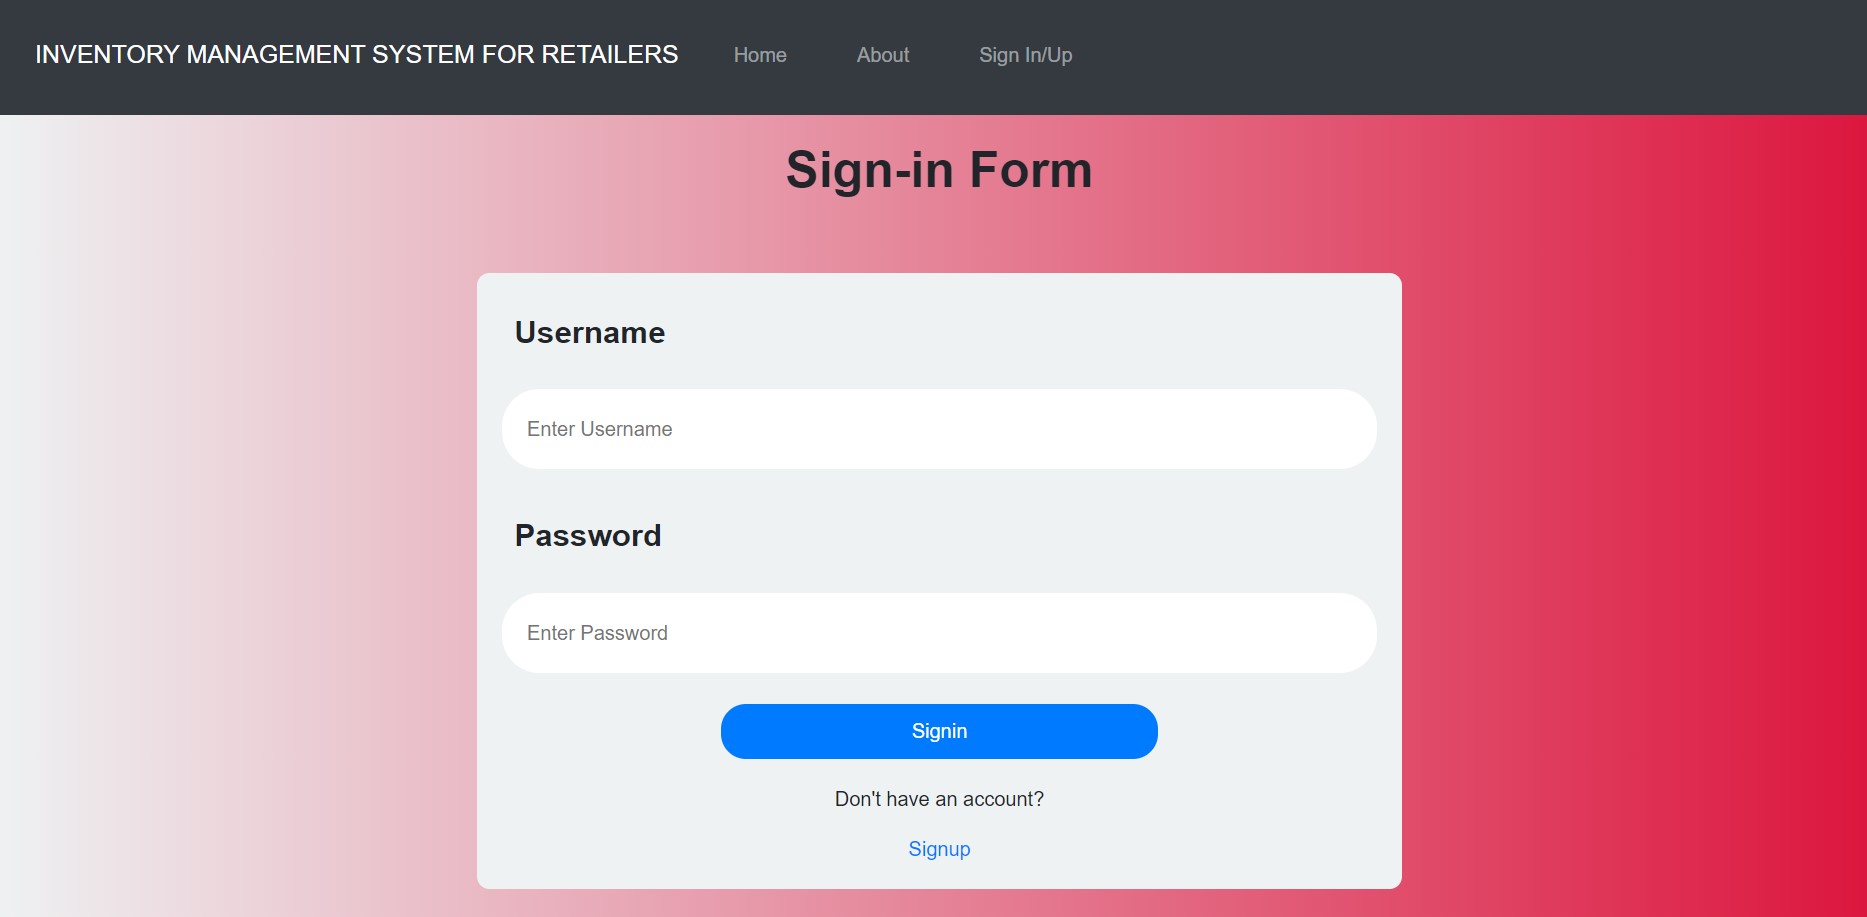 INVENTORY MANAGEMENT SYSTEM FOR RETAILERS Home About Sign In/Up
Sign-in Form
Username
Enter Username
Password
Enter Password
Signin
Don't have an account?
Signup